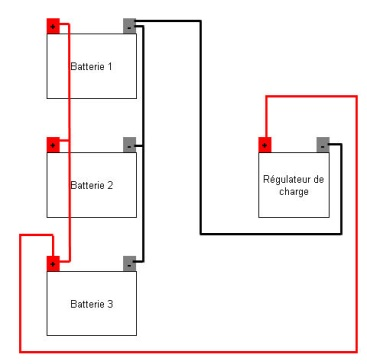 + -
Batterie 1
+ -
Batterie 2
+ -
Régulateur de
charge
+ -
Batterie 3